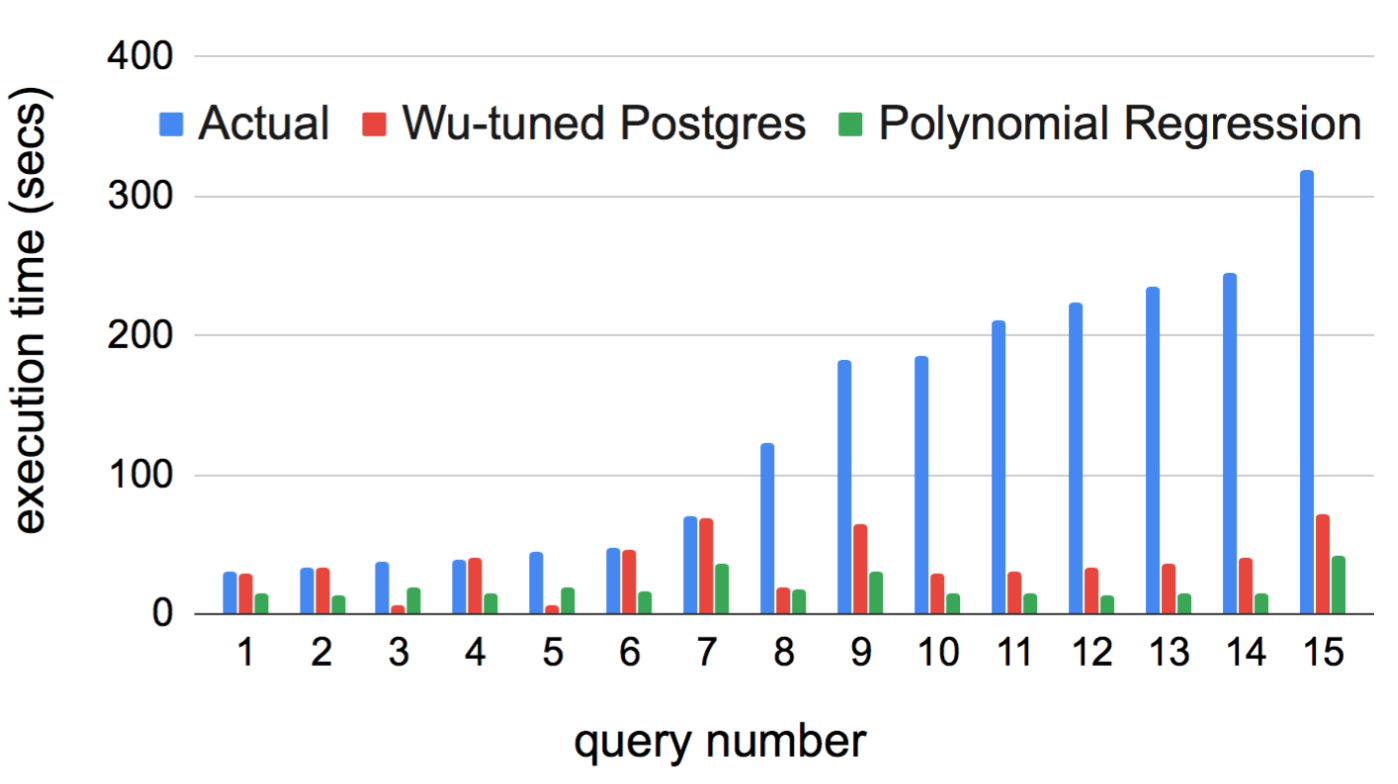 400
Actual Wu-tuned Postgres Polynomial Regression
300
200
100
0
execution time (secs)
1 2 3 4 5 6 7 8 9 10 11 12 13 14 15
query number